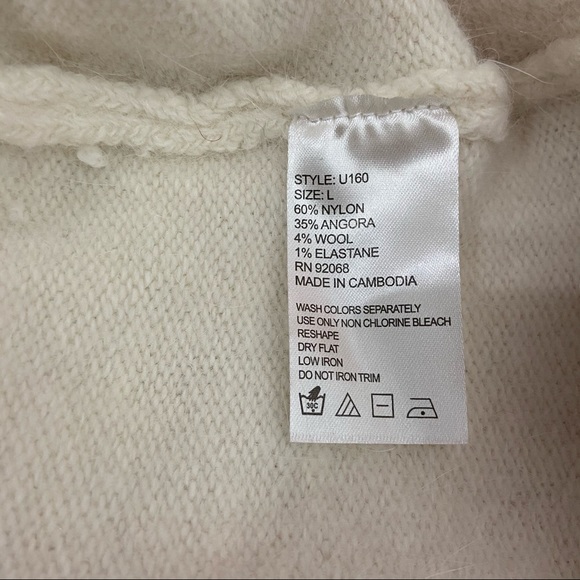 STYLE: U160
SIZE: L
60% NYLON
35% ANGORA
4% WOOL
1% ELASTANE
RN 92068
MADE IN CAMBODIA
WASH COLORS SEPARATELY
USE ONLY NON CHLORINE BLEACH
RESHAPE
DRY FLAT
LOW IRON
DO NOT IRON TRIM
30C